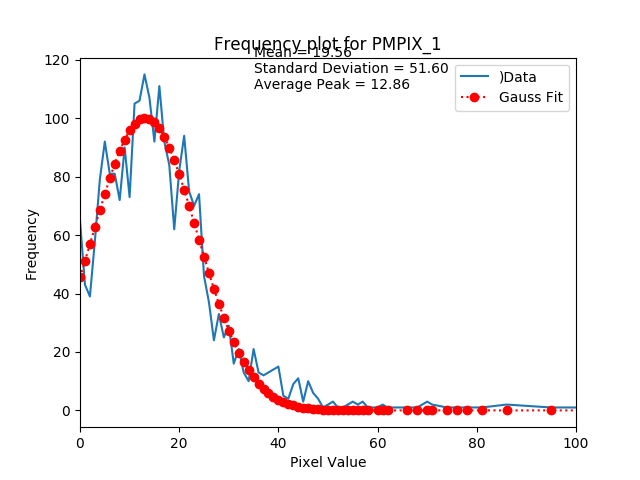 Frequency plot for PMPIX_1
Mean = 19.56
Standard Deviation = 51.60
Average Peak = 12.86
)Data
Gauss Fit
Frequency
120
100
80
60
40
20
0
0 20 40 60 80 100
Pixel Value